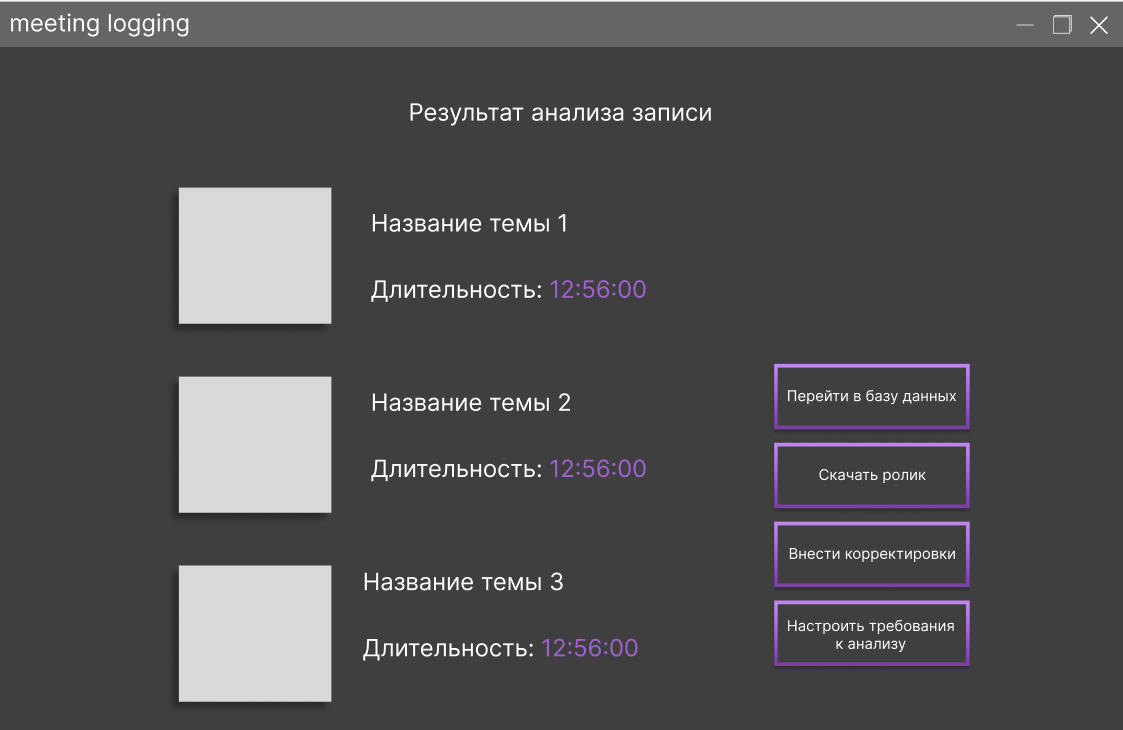 meeting logging
Результат анализа записи
Название темы 1
Длительность: 12:56:00
Название темы 2
Длительность: 12:56:00
Название темы 3
Длительность: 12:56:00
Перейти в базу данных
Скачать ролик
Внести корректировки
Настроить требования
к анализу